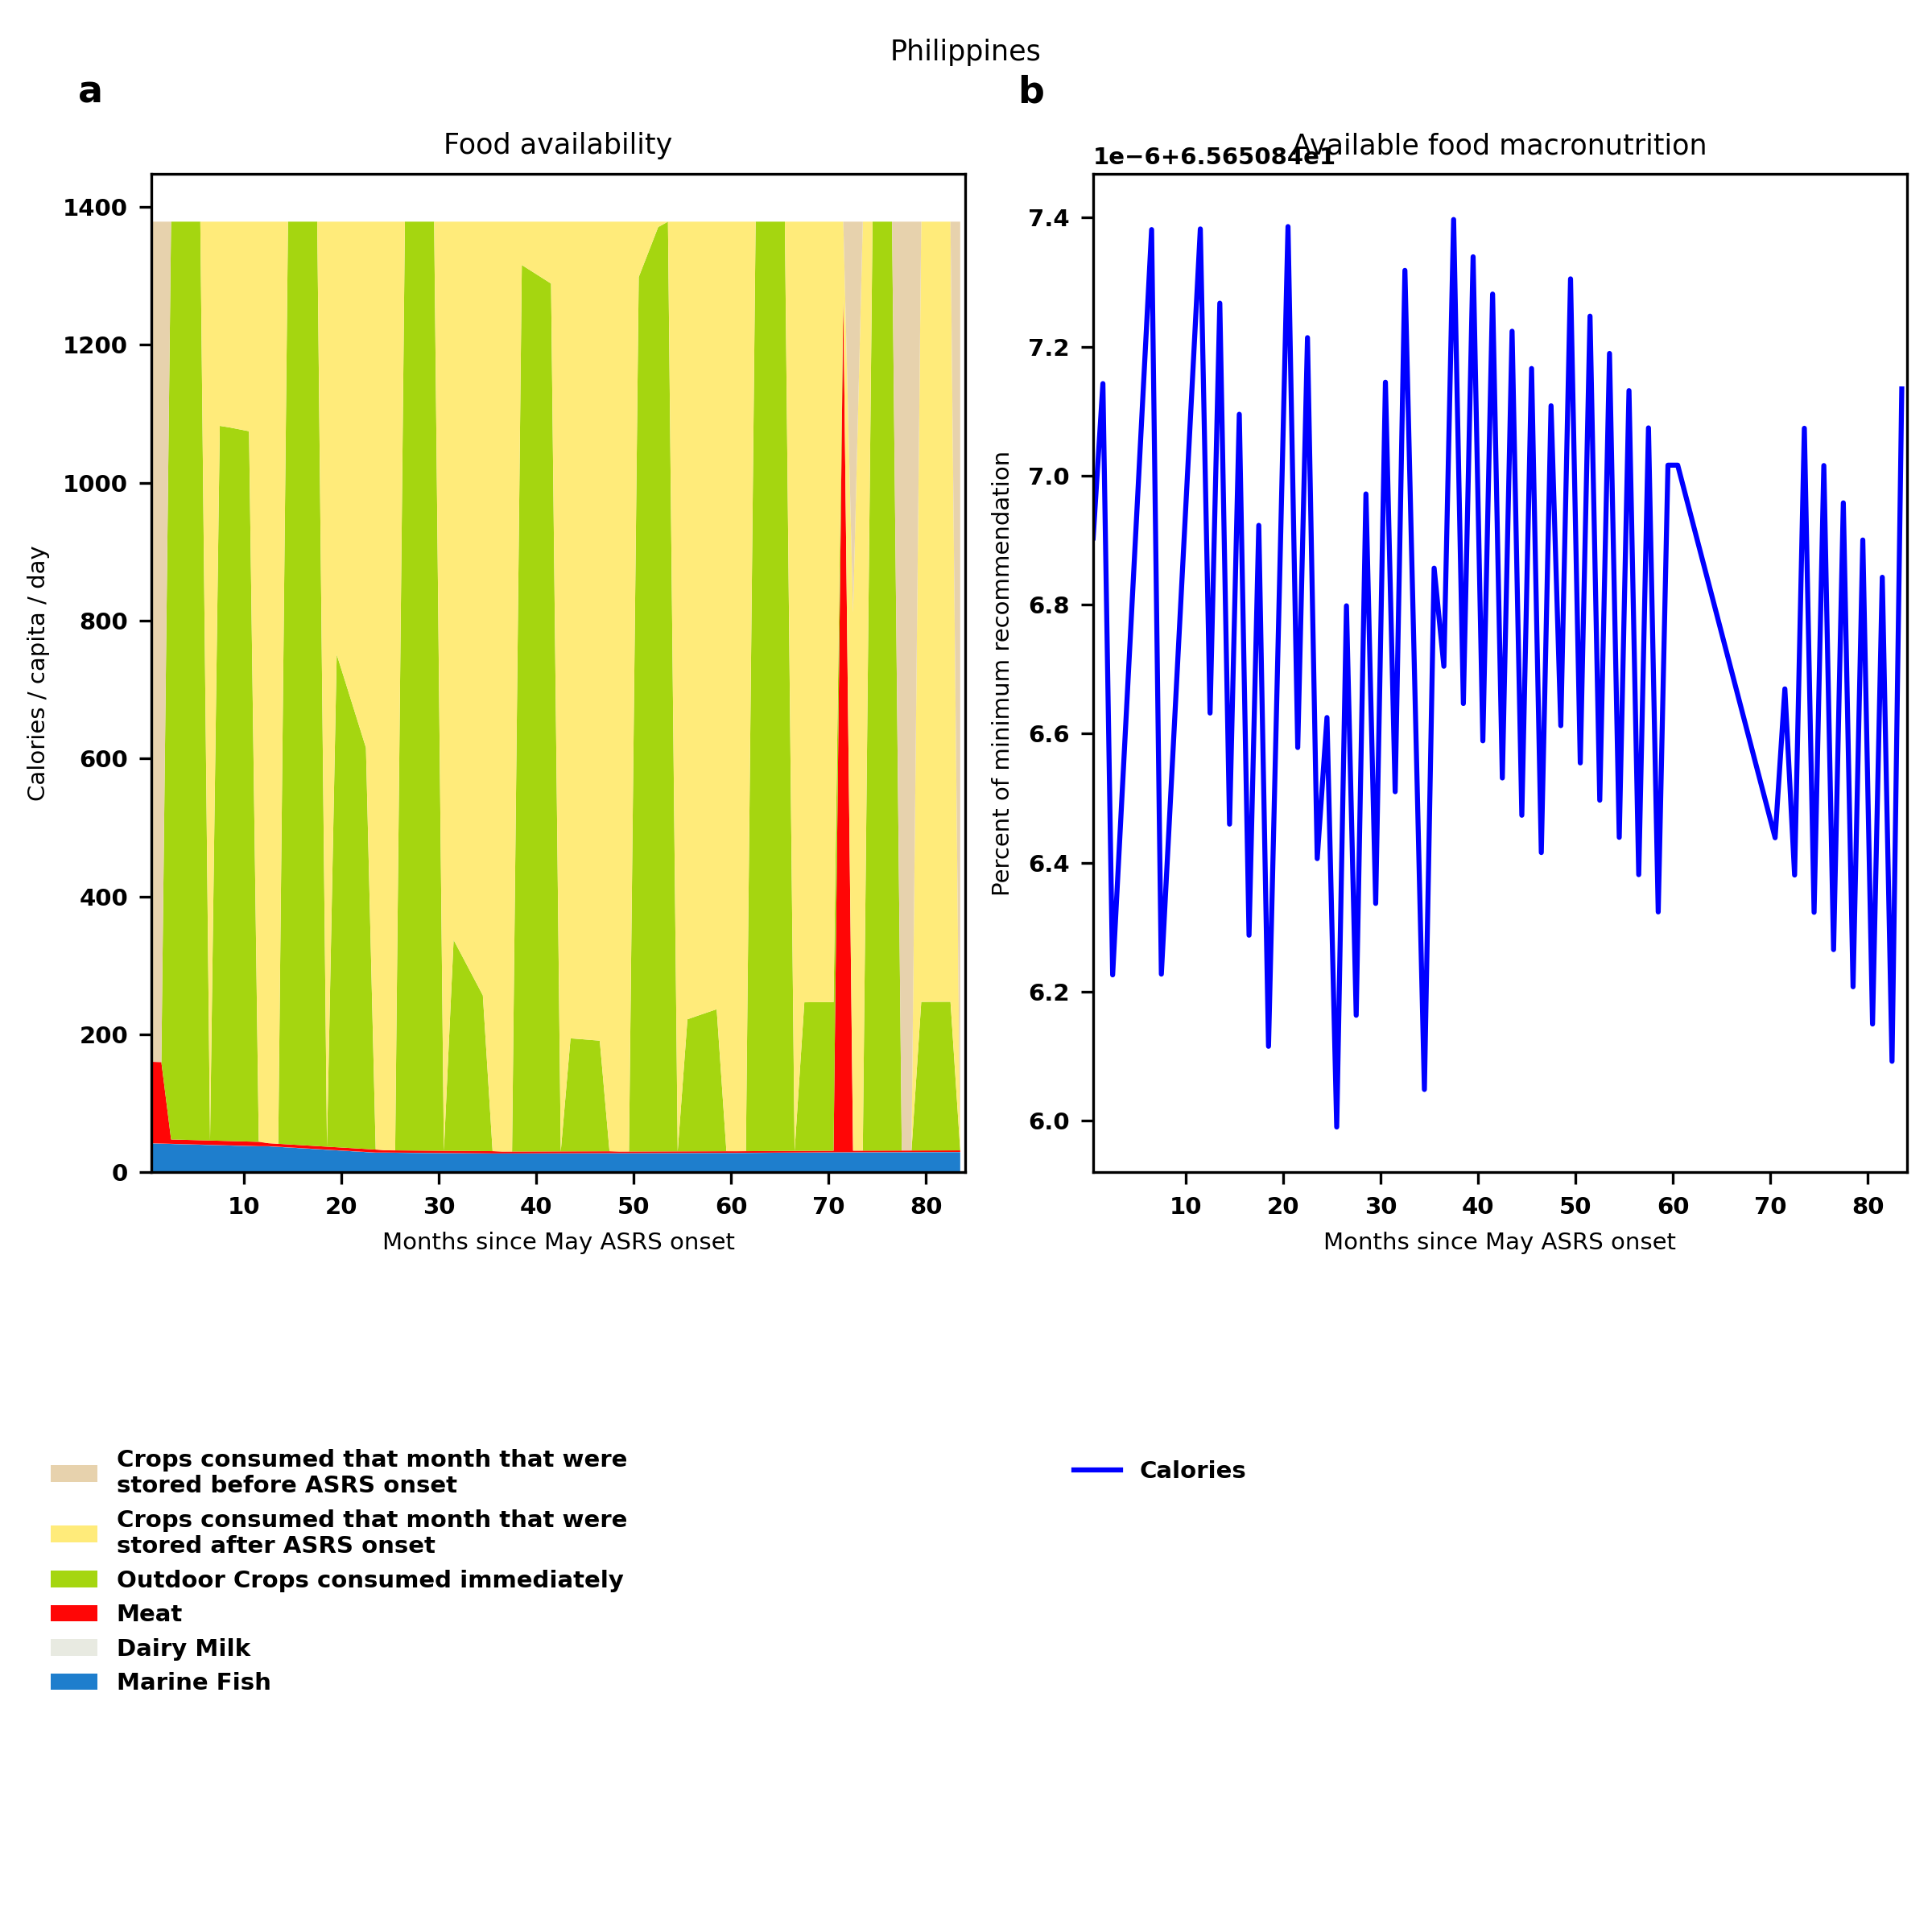 Philippines
a
b
Food availability
Available food macronutrition
1e−6+6.565084e1
1400
1200
1000
800
600
400
200
0
Calories / capita / day
10 20 30 40 50 60 70 80
Months since May ASRS onset
7.4
7.2
7.0
6.8
6.6
6.4
6.2
6.0
Percent of minimum recommendation
10 20 30 40 50 60 70 80
Months since May ASRS onset
Crops consumed that month that were
stored before ASRS onset
Crops consumed that month that were
stored after ASRS onset
Outdoor Crops consumed immediately
Meat
Dairy Milk
Marine Fish
Calories